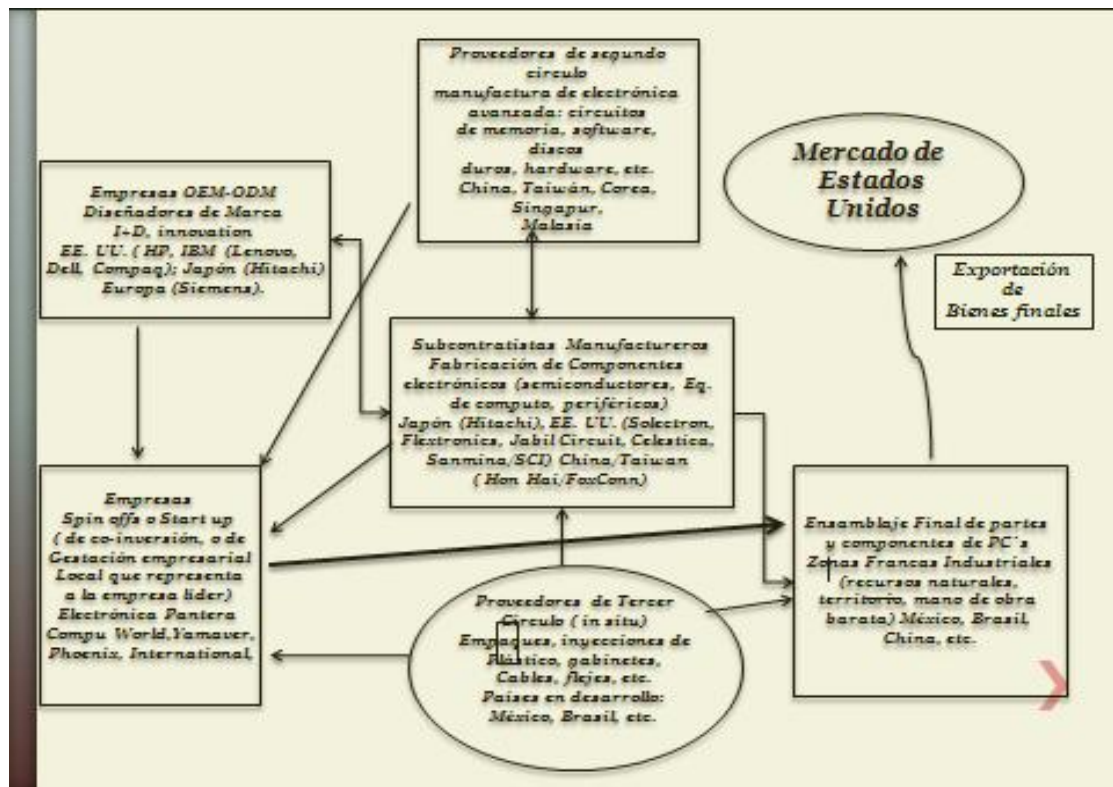 Proveedores de segundo
circulo
manufactura de electrónica
avanzada: circuitos
de memoria, software,
discos
duros, hardware, etc.
China, Taiwán, Corea,
Singapur,
Malasia
Mercado de
Estados
Unidos
Empresas OEM-ODM
Diseñadores de Marca
I+D, innovation
EE. UU. ( HP, IBM (Lenovo,
Dell, Compaq); Japón (Hitachi)
Europa (Siemens).
Exportación
de
Bienes finales
Subcontratistas Manufactureros
Fabricación de Componentes
electrónicos (semiconductores, Eq.
de computo, periféricos)
Japón (Hitachi), EE. UU. (Solectron,
Flextronics, Jabil Circuit, Celestica,
Sanmina/SCI) China/Taiwan
( Hon Hai/FoxConn)
Empresas
Spin offs o Start up
( de co-inversión, o de
Gestación empresarial
Local que representa
a la empresa líder)
Electrónica Pantera
Compu World,Yamaver,
Phoenix, International,
Ensamblaje Final de partes
y componentes de PC´s
Zonas Francas Industriales
(recursos naturales,
territorio, mano de obra
barata) México, Brasil,
China, etc.
Proveedores de Tercer
Circulo ( in situ)
Empaques, inyecciones de
Plástico, gabinetes,
Cables, flejes, etc.
Países en desarrollo:
México, Brasil, etc.